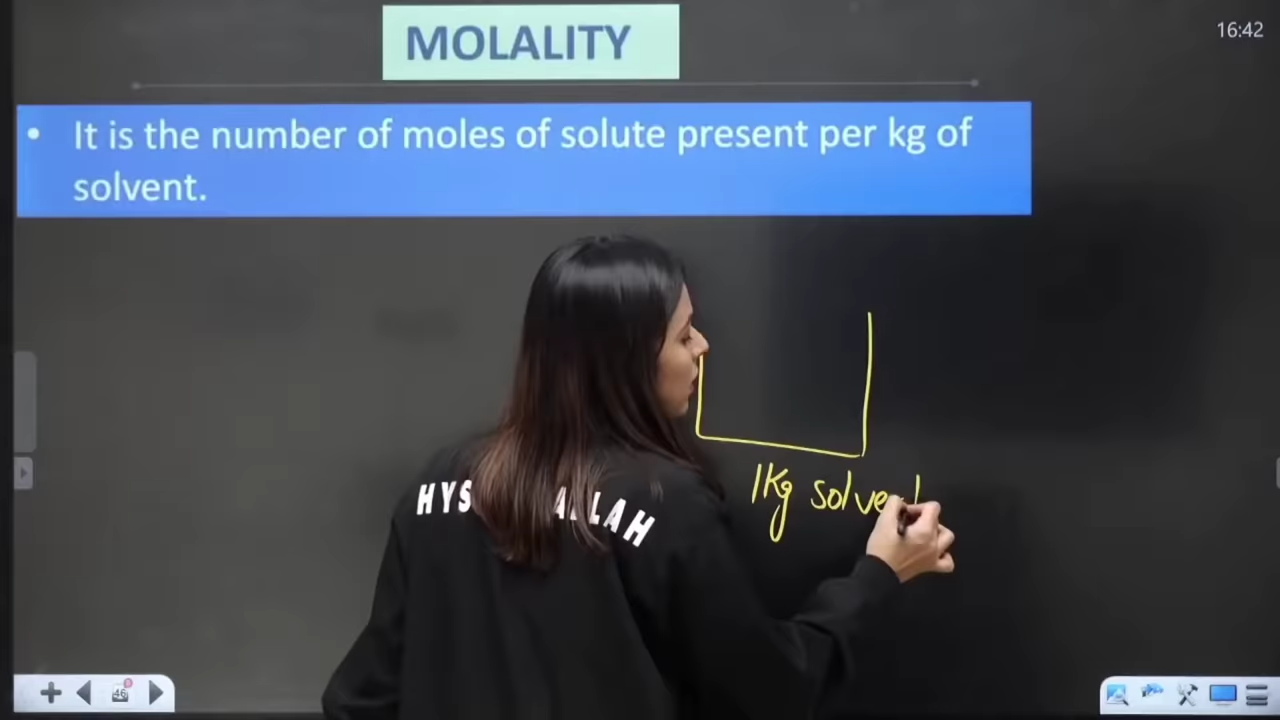 MOLALITY
16:42
• It is the number of moles of solute present per kg of
solvent.
1kg solvent
46